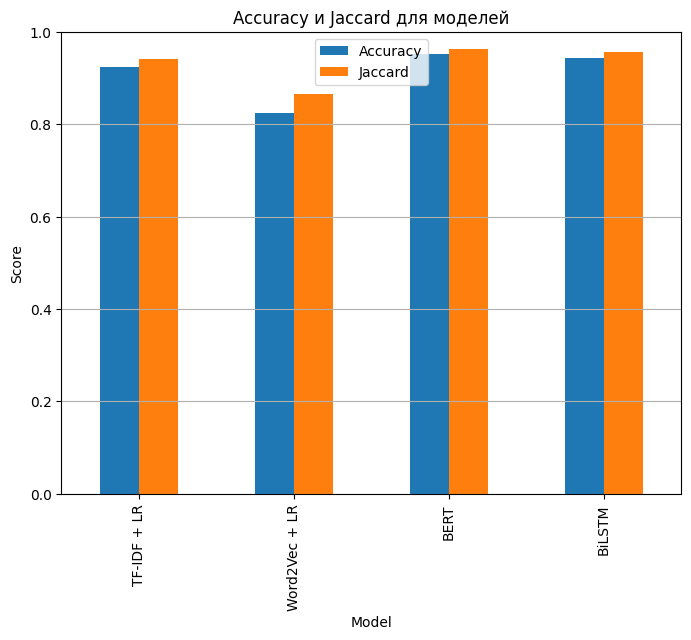 Accuracy и Jaccard для моделей
Accuracy
Jaccard
1.0
0.8
0.6
0.4
0.2
0.0
Score
TF-IDF + LR
Word2Vec + LR
BERT
BiLSTM
Model